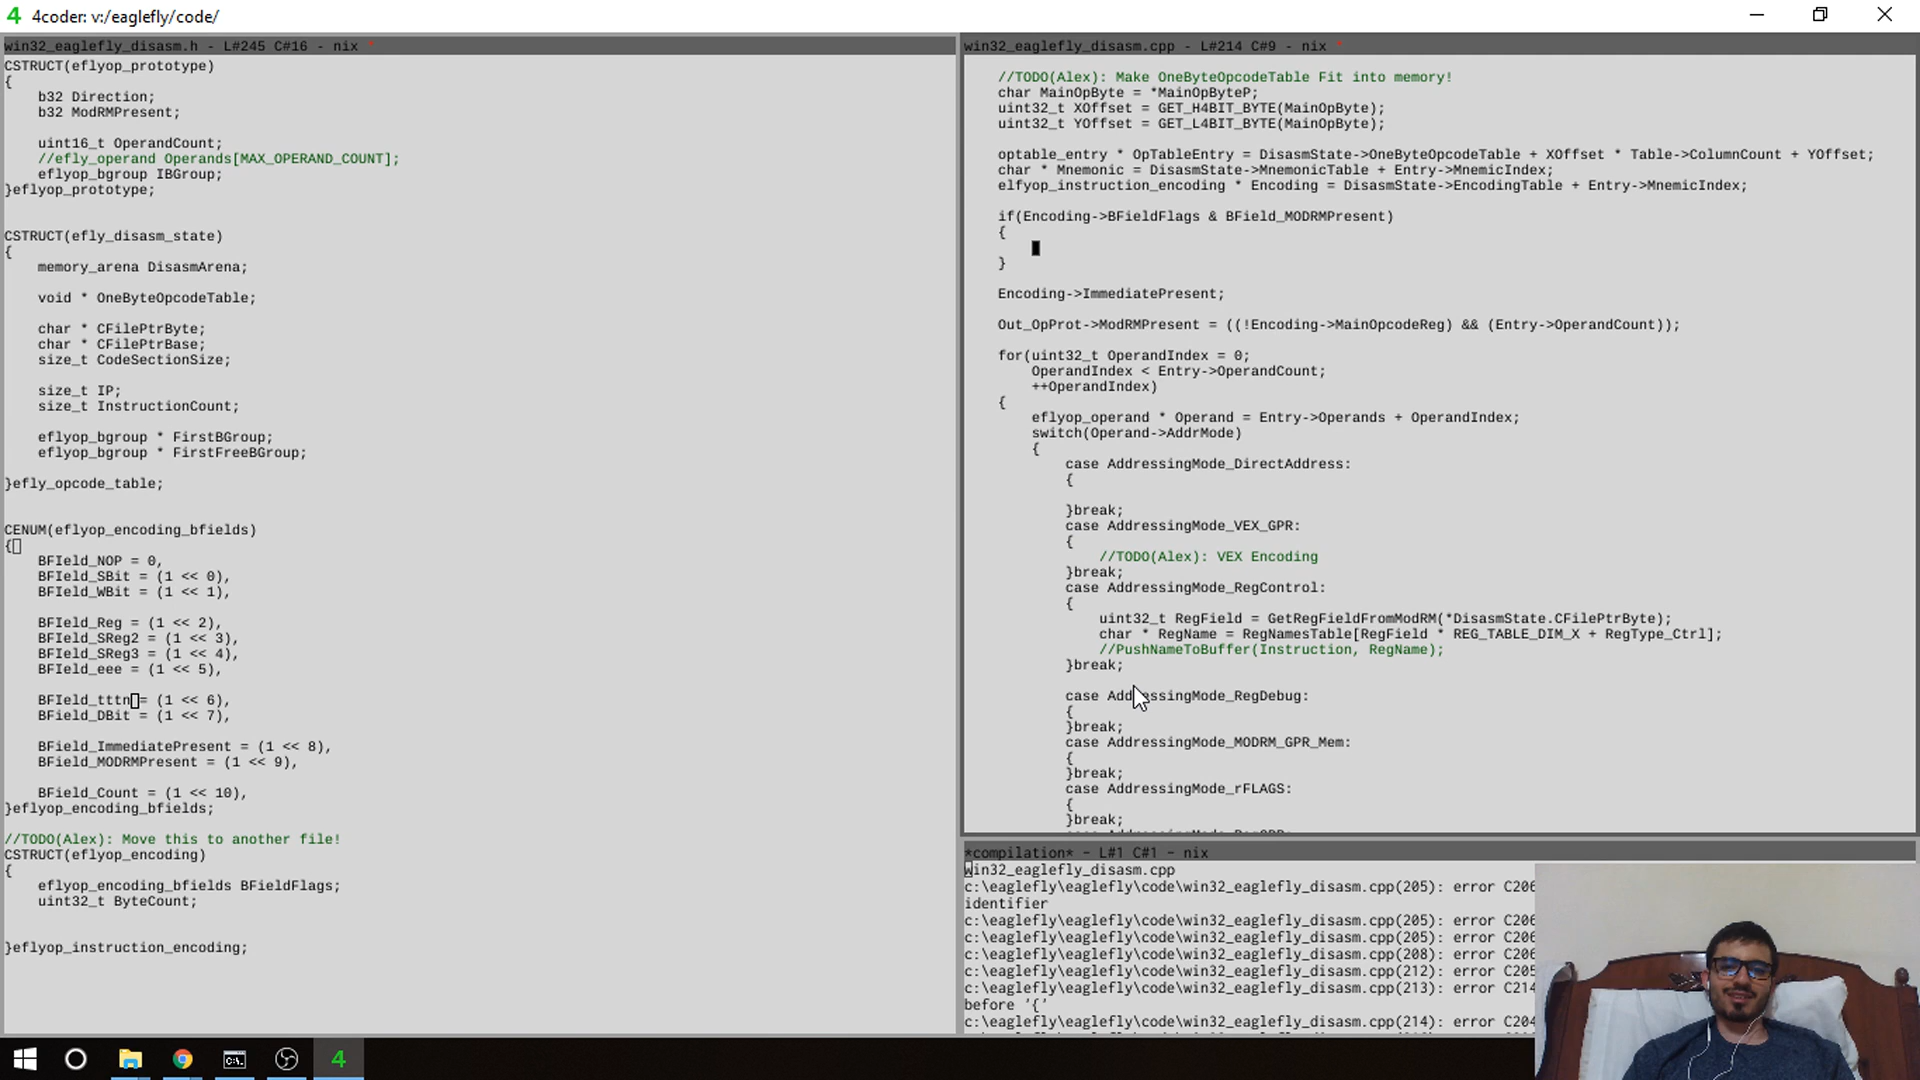 4 4coder: v:/eaglefly/code/
win32_eaglefly_disasm.h - L#245 C#16 - nix *
CSTRUCT(eflyop_prototype)
{
b32 Direction;
b32 ModRMPresent;
uint16_t OperandCount;
//efly_operand Operands[MAX_OPERAND_COUNT];
eflyop_bgroup IBGroup;
}eflyop_prototype;
CSTRUCT(efly_disasm_state)
{
memory_arena DisasmArena;
void * OneByteOpcodeTable;
char * CFilePtrByte;
char * CFilePtrBase;
size_t CodeSectionSize;
size_t IP;
size_t InstructionCount;
eflyop_bgroup * FirstBGroup;
eflyop_bgroup * FirstFreeBGroup;
}efly_opcode_table;
CENUM(eflyop_encoding_bfields)
{
BFIeld_NOP = 0,
BFIeld_SBit = (1 << 0),
BFIeld_WBit = (1 << 1),
BFIeld_Reg = (1 << 2),
BFIeld_SReg2 = (1 << 3),
BFIeld_SReg3 = (1 << 4),
BFIeld_eee = (1 << 5),
BFIeld_tttn = (1 << 6),
BField_DBit = (1 << 7),
BField_ImmediatePresent = (1 << 8),
BField_MODRMPresent = (1 << 9),
BField_Count = (1 << 10),
}eflyop_encoding_bfields;
//TODO(Alex): Move this to another file!
CSTRUCT(eflyop_encoding)
{
eflyop_encoding_bfields BFieldFlags;
uint32_t ByteCount;
}eflyop_instruction_encoding;
win32_eaglefly_disasm.cpp - L#214 C#9 - nix *
//TODO(Alex): Make OneByteOpcodeTable Fit into memory!
char MainOpByte = *MainOpByteP;
uint32_t XOffset = GET_H4BIT_BYTE(MainOpByte);
uint32_t YOffset = GET_L4BIT_BYTE(MainOpByte);
optable_entry * OpTableEntry = DisasmState->OneByteOpcodeTable + XOffset * Table->ColumnCount + YOffset;
char * Mnemonic = DisasmState->MnemonicTable + Entry->MnemicIndex;
elfyop_instruction_encoding * Encoding = DisasmState->EncodingTable + Entry->MnemicIndex;
if(Encoding->BFieldFlags & BField_MODRMPresent)
{
}
Encoding->ImmediatePresent;
Out_OpProt->ModRMPresent = ((!Encoding->MainOpcodeReg) && (Entry->OperandCount));
for(uint32_t OperandIndex = 0;
OperandIndex < Entry->OperandCount;
++OperandIndex)
{
eflyop_operand * Operand = Entry->Operands + OperandIndex;
switch(Operand->AddrMode)
{
case AddressingMode_DirectAddress:
{
}break;
case AddressingMode_VEX_GPR:
{
//TODO(Alex): VEX Encoding
}break;
case AddressingMode_RegControl:
{
uint32_t RegField = GetRegFieldFromModRM(*DisasmState.CFilePtrByte);
char * RegName = RegNamesTable[RegField * REG_TABLE_DIM_X + RegType_Ctrl];
//PushNameToBuffer(Instruction, RegName);
}break;
case AddressingMode_RegDebug:
{
}break;
case AddressingMode_MODRM_GPR_Mem:
{
}break;
case AddressingMode_rFLAGS:
{
}break;
*compilation* - L#1 C#1 - nix
win32_eaglefly_disasm.cpp
c:\eaglefly\eaglefly\code\win32_eaglefly_disasm.cpp(205): error C206
identifier
c:\eaglefly\eaglefly\code\win32_eaglefly_disasm.cpp(205): error C206
c:\eaglefly\eaglefly\code\win32_eaglefly_disasm.cpp(205): error C206
c:\eaglefly\eaglefly\code\win32_eaglefly_disasm.cpp(208): error C206
c:\eaglefly\eaglefly\code\win32_eaglefly_disasm.cpp(212): error C205
c:\eaglefly\eaglefly\code\win32_eaglefly_disasm.cpp(213): error C214
before '{'
c:\eaglefly\eaglefly\code\win32_eaglefly_disasm.cpp(214): error C204
4